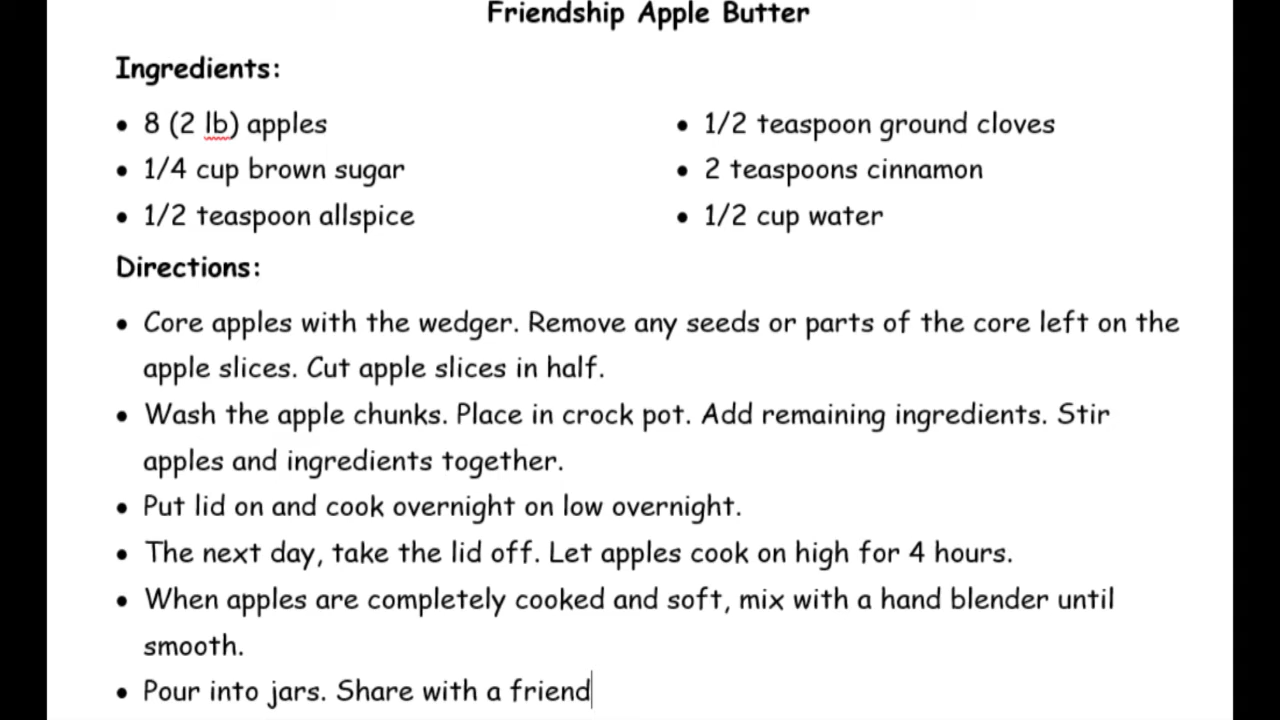 Friendship Apple Butter
Ingredients:
• 8 (2 lb) apples
• 1/4 cup brown sugar
• 1/2 teaspoon allspice
• 1/2 teaspoon ground cloves
• 2 teaspoons cinnamon
• 1/2 cup water
Directions:
• Core apples with the wedger. Remove any seeds or parts of the core left on the
apple slices. Cut apple slices in half.
• Wash the apple chunks. Place in crock pot. Add remaining ingredients. Stir
apples and ingredients together.
• Put lid on and cook overnight on low overnight.
• The next day, take the lid off. Let apples cook on high for 4 hours.
• When apples are completely cooked and soft, mix with a hand blender until
smooth.
• Pour into jars. Share with a friend